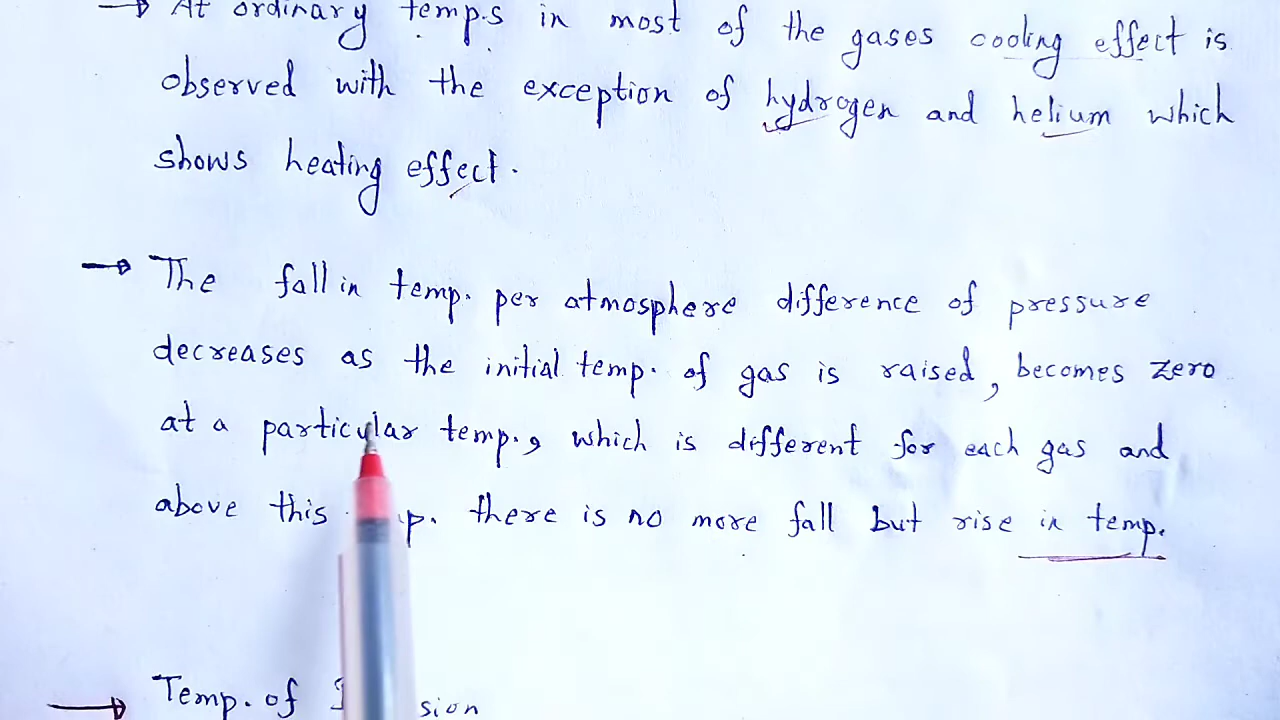 → At ordinary temp.s in most of the gases cooling effect is
observed with the exception of hydrogen and helium which
shows heating effect.
→ The fall in temp. per atmosphere difference of pressure
decreases as the initial temp. of gas is raised, becomes zero
at a particular temp., which is different for each gas and
above this there is no more fall but rise in temp.
→ Temp. of